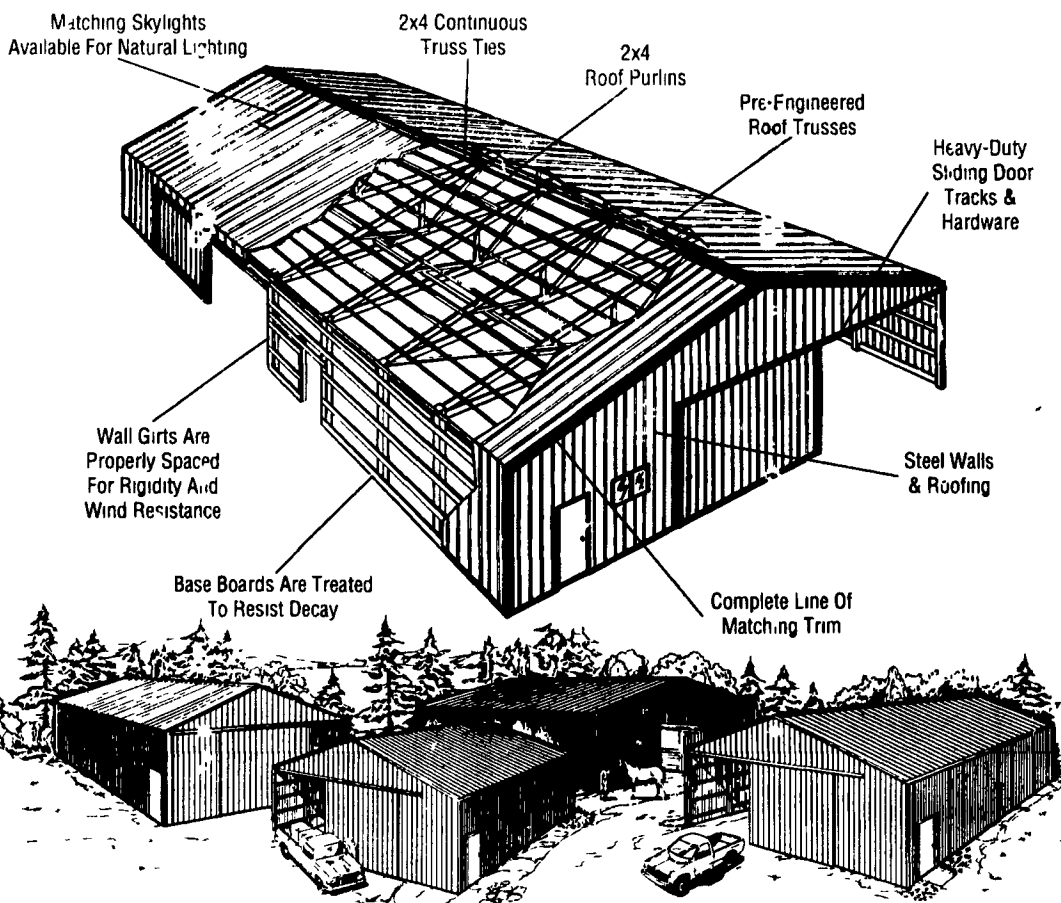 Matching Skylights
Available For Natural Lighting
2x4 Continuous
Truss Ties
2x4
Roof Purlins
Pre-Engineered
Roof Trusses
Heavy-Duty
Sliding Door
Tracks &
Hardware
Wall Girts Are
Properly Spaced
For Rigidity And
Wind Resistance
Steel Walls
& Roofing
Base Boards Are Treated
To Resist Decay
Complete Line Of
Matching Trim